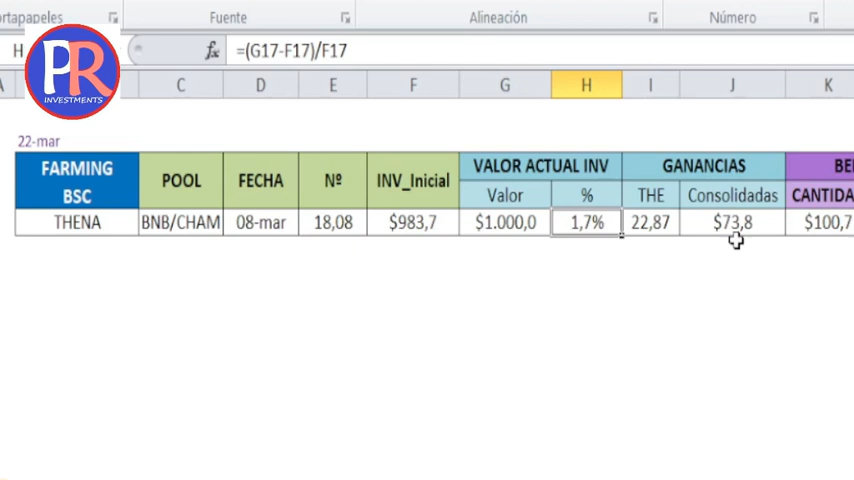 rtapapeles Fuente Alineación Número
H fx =(G17-F17)/F17
PR
INVESTMENTS
C D E F G H I J K
22-mar
FARMING BSC POOL FECHA Nº INV_Inicial VALOR ACTUAL INV GANANCIAS
Valor % THE Consolidadas
THENA BNB/CHAM 08-mar 18,08 $983,7 $1.000,0 1,7% 22,87 $73,8 $100,7